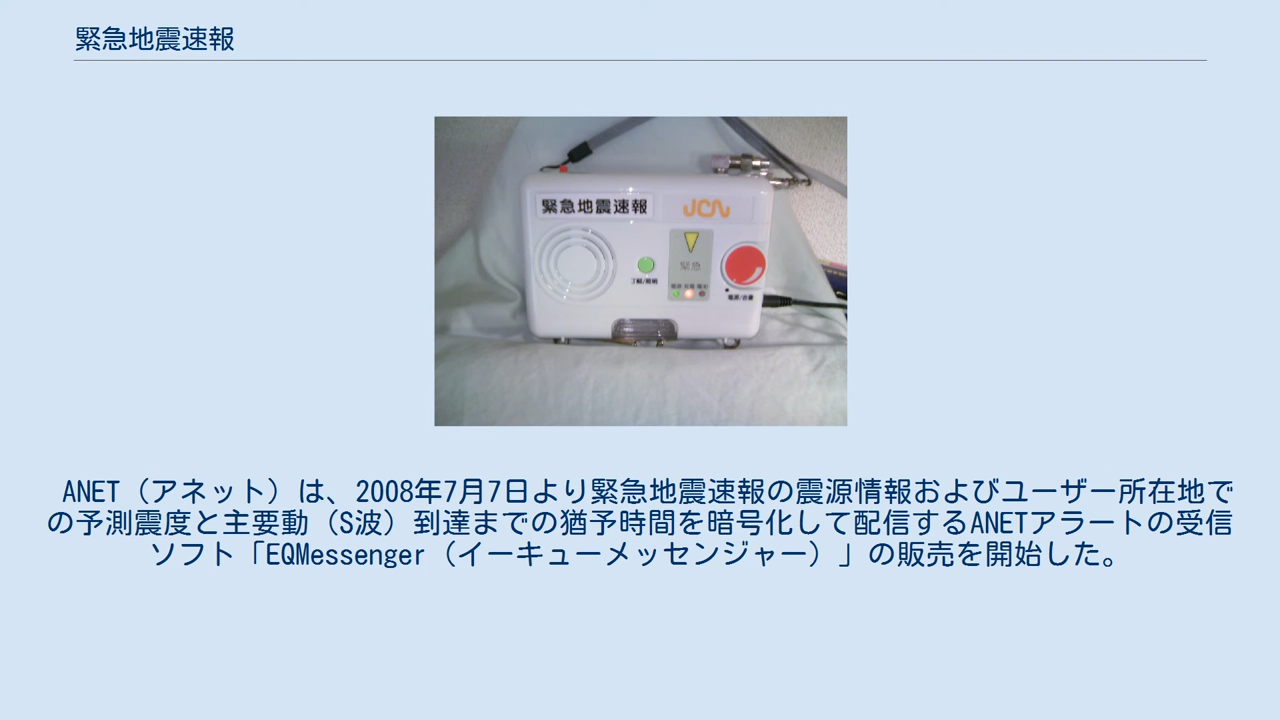 緊急地震速報
緊急地震速報
JCN
緊急
ANET（アネット）は、2008年7月7日より緊急地震速報の震源情報およびユーザー所在地で
の予測震度と主要動（S波）到達までの猶予時間を暗号化して配信するANETアラートの受信
ソフト「EQMessenger（イーキューメッセンジャー）」の販売を開始した。